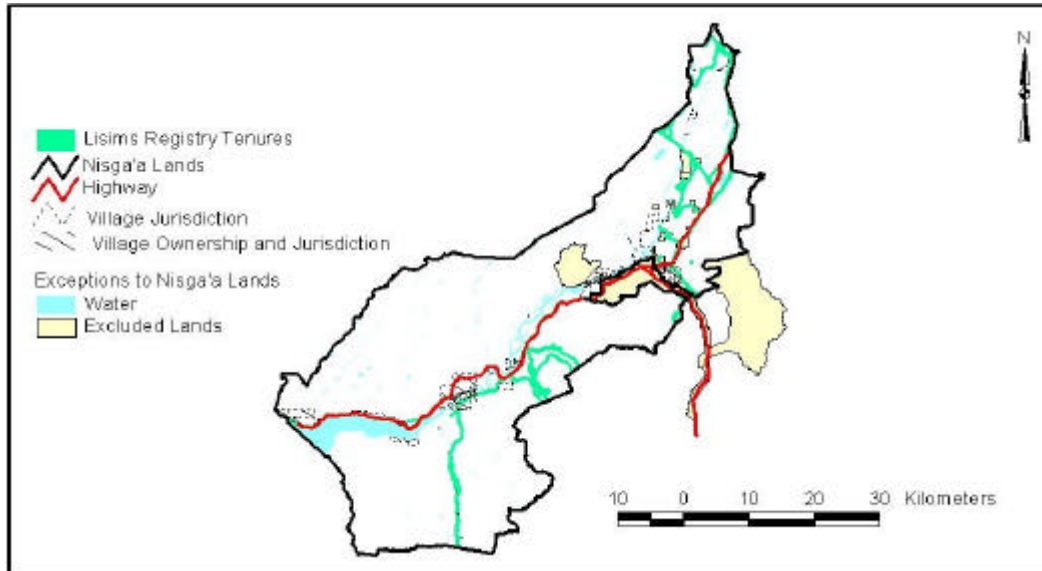 N
Lisims Registry Tenures
Nisga'a Lands
Highway
Village Jurisdiction
Village Ownership and Jurisdiction
Exceptions to Nisga'a Lands
Water
Excluded Lands
10 0 10 20 30 Kilometers